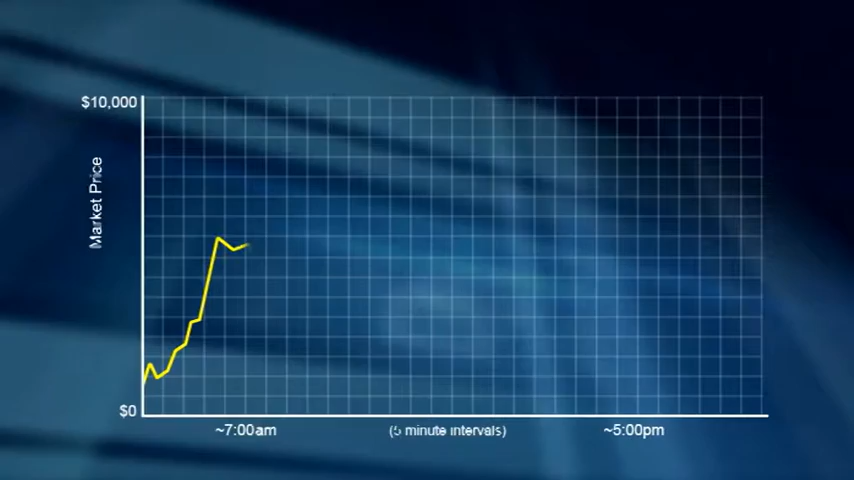 $10,000
Market Price
$0
~7:00am
(5 minute intervals)
~5:00pm